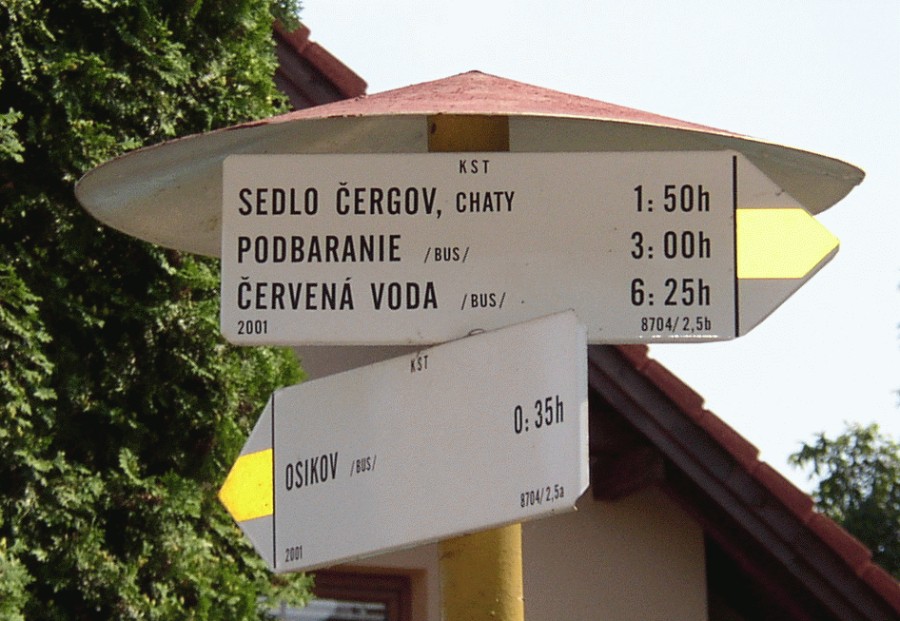 KST
SEDLO ČERGOV, CHATY 1:50h
PODBARANIE /BUS/ 3:00h
ČERVENÁ VODA /BUS/ 6:25h
2001 8704/2,5b
KST
OSIKOV /BUS/ 0:35h
2001 8704/2,5a